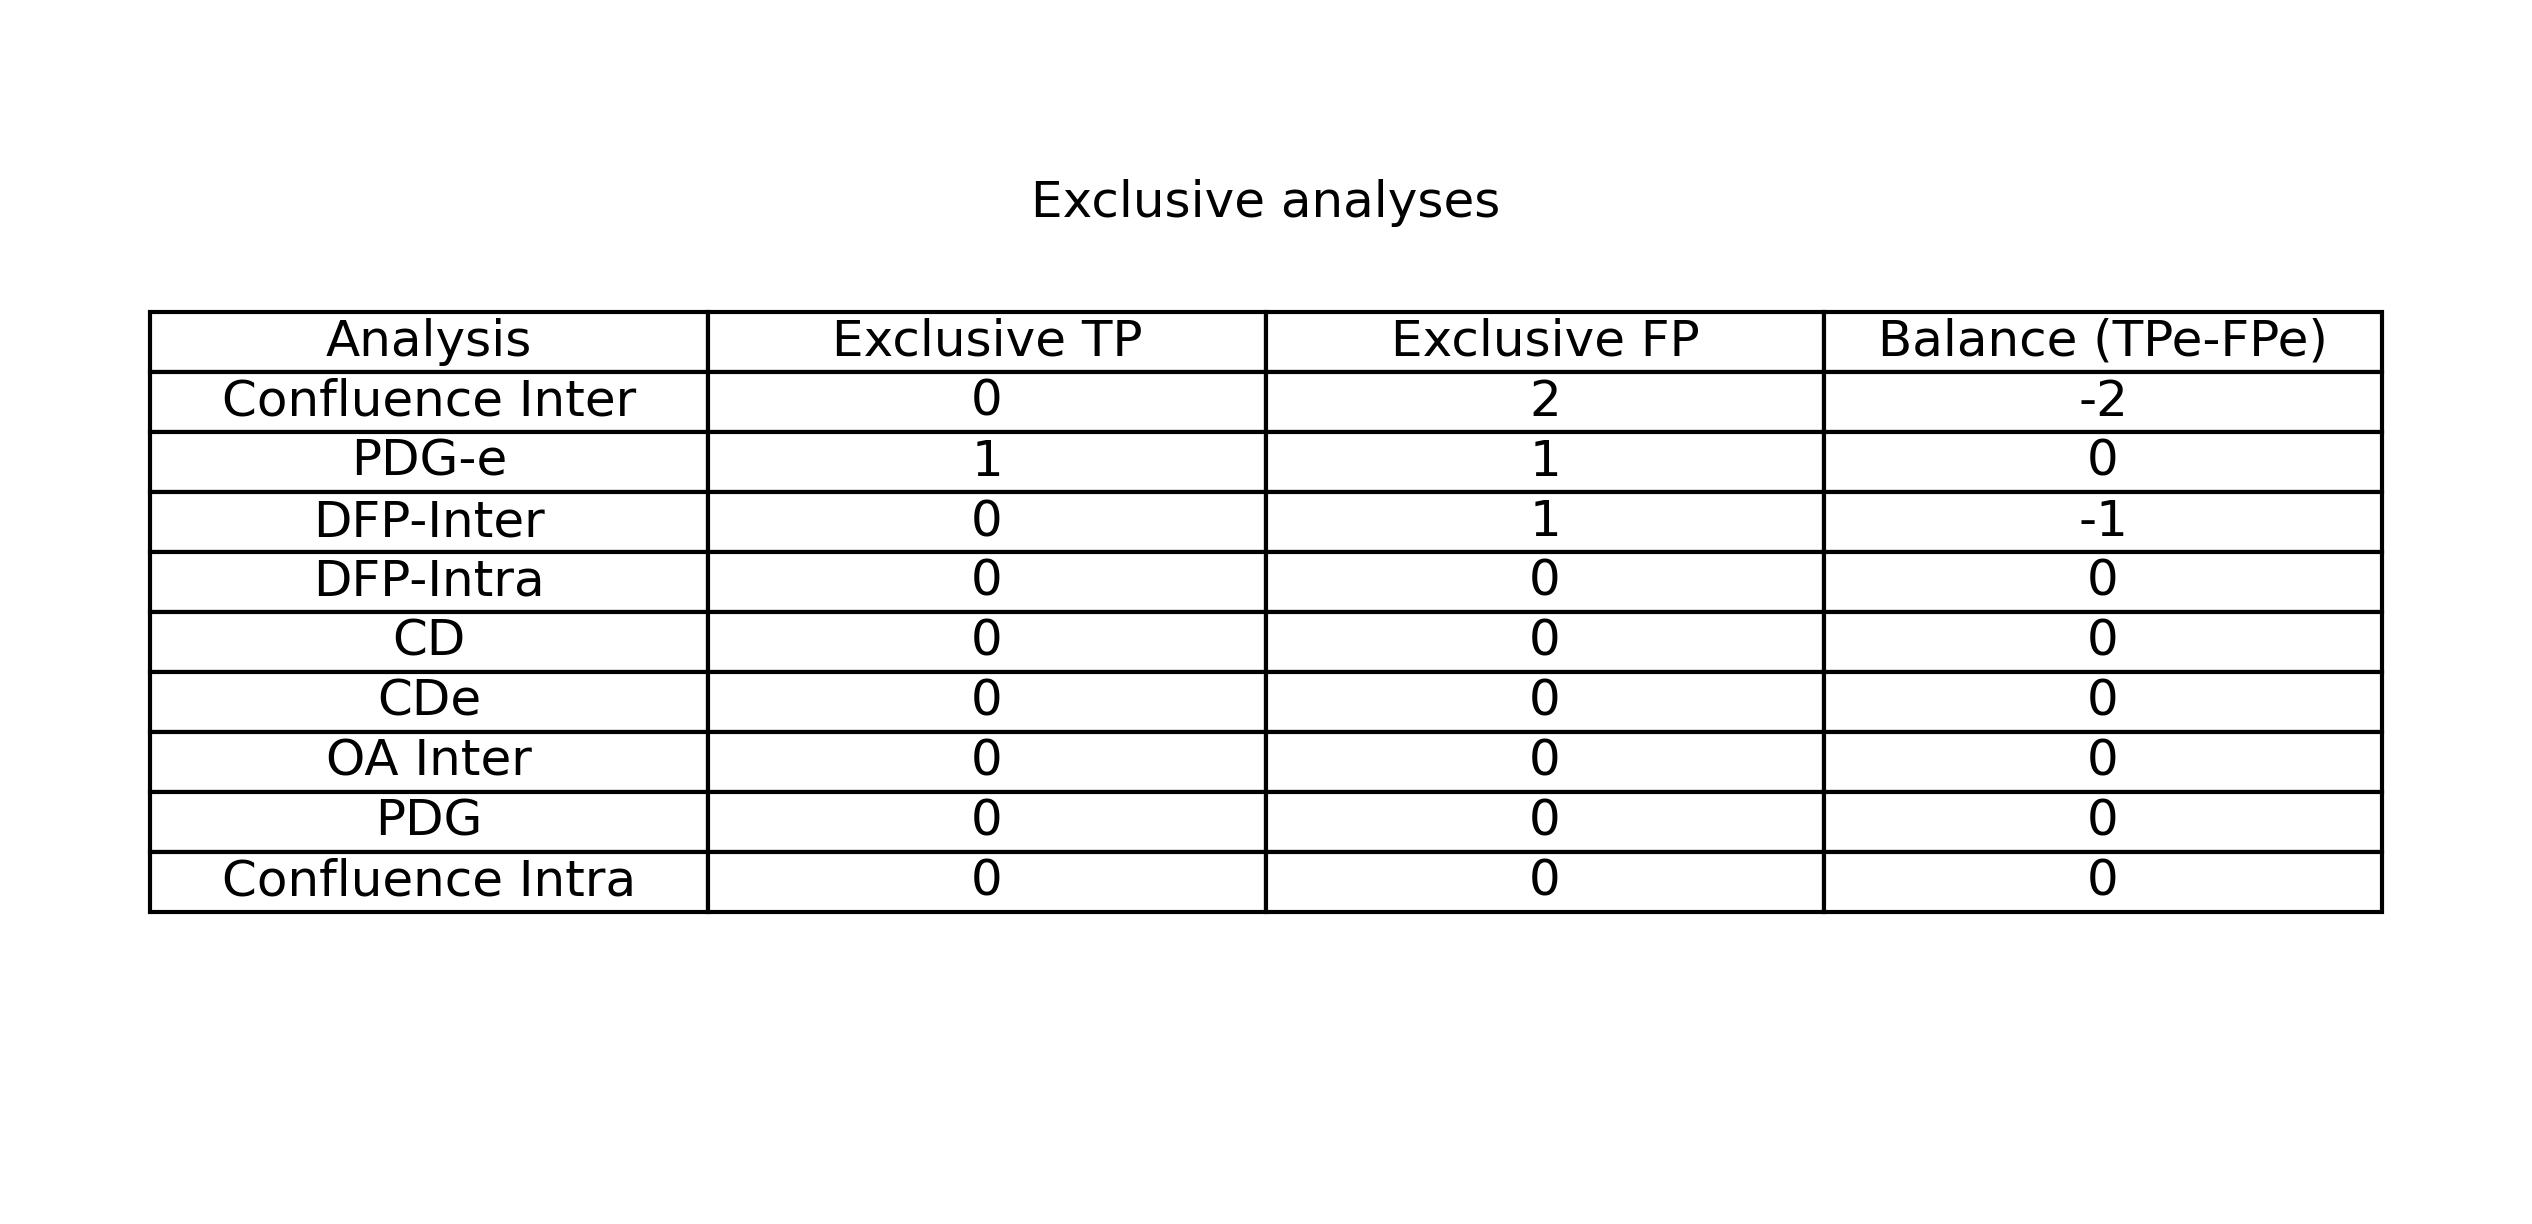 Exclusive analyses
Analysis Exclusive TP Exclusive FP Balance (TPe-FPe)
Confluence Inter 0 2 -2
PDG-e 1 1 0
DFP-Inter 0 1 -1
DFP-Intra 0 0 0
CD 0 0 0
CDe 0 0 0
OA Inter 0 0 0
PDG 0 0 0
Confluence Intra 0 0 0